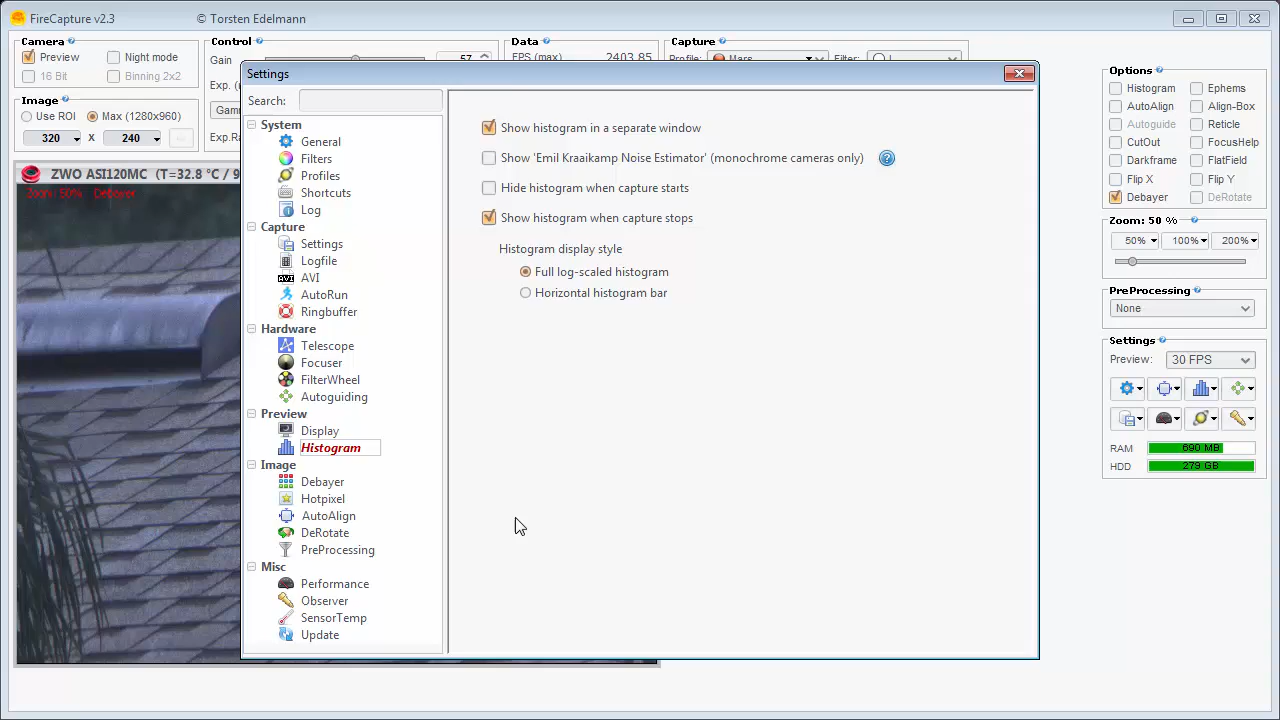 FireCapture v2.3 © Torsten Edelmann
Camera
Preview Night mode
16 Bit Binning 2x2
Image
Use ROI Max (1280x960)
320 x 240
Control
Gain 57
Exp.
Exp.Ra
Data
FPS (max) 2403.85
Capture
Profile: Mars Filter: L
ZWO ASI120MC (T=32.8 °C / 9
Zoom: 50% Debayer
Settings
Search:
System
General
Filters
Profiles
Shortcuts
Log
Capture
Settings
Logfile
AVI
AVI
AutoRun
Ringbuffer
Hardware
Telescope
Focuser
FilterWheel
Autoguiding
Preview
Display
Histogram
Image
Debayer
Hotpixel
AutoAlign
DeRotate
PreProcessing
Misc
Performance
Observer
SensorTemp
Update
Show histogram in a separate window
Show 'Emil Kraaikamp Noise Estimator' (monochrome cameras only) ?
Hide histogram when capture starts
Show histogram when capture stops
Histogram display style
Full log-scaled histogram
Horizontal histogram bar
Options
Histogram Ephems
AutoAlign Align-Box
Autoguide Reticle
CutOut FocusHelp
Darkframe FlatField
Flip X Flip Y
Debayer DeRotate
Zoom: 50 %
50% 100% 200%
PreProcessing
None
Settings
Preview: 30 FPS
RAM 690 MB
HDD 279 GB